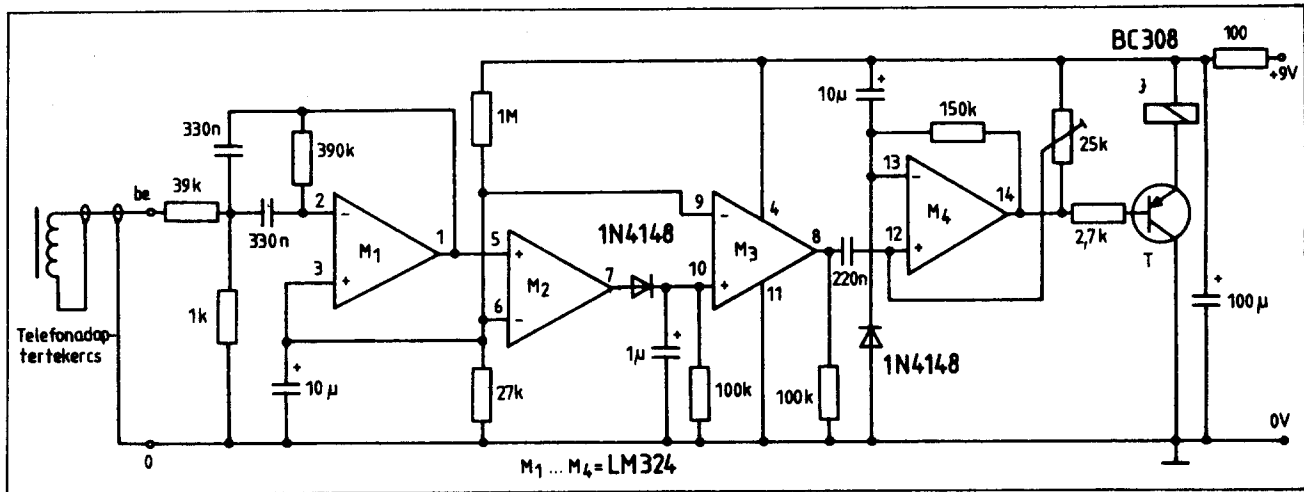 BC308
100
+9V
330n
390k
1M
10µ
150k
25k
J
39k
be
330n
2
3
1
M1
5
6
7
M2
1N4148
9
10
4
8
11
M3
220n
13
12
14
M4
2,7k
T
1k
Telefonadap-
tertekercs
10µ
27k
1µ
100k
100k
1N4148
100µ
0V
0
M1 ... M4 = LM324